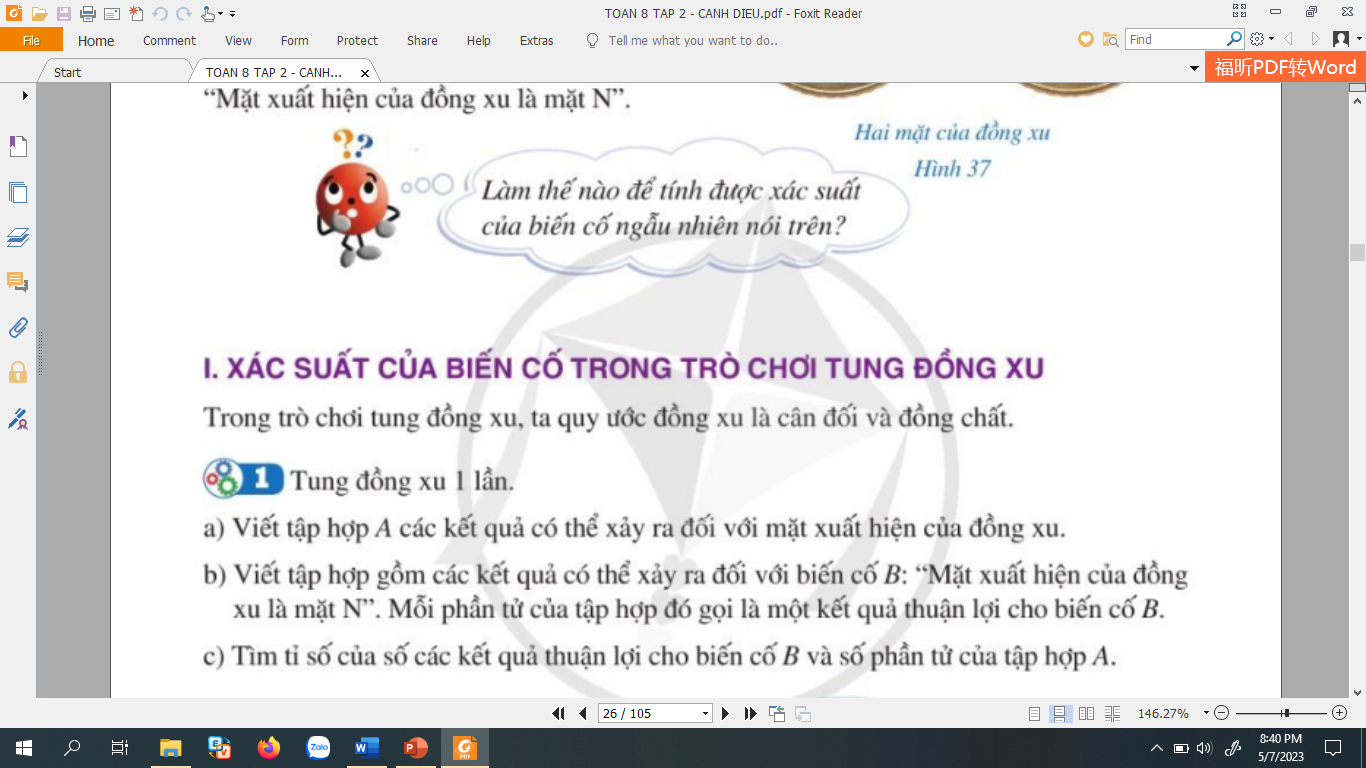 TOAN 8 TAP 2 - CANH DIEU.pdf - Foxit Reader
File Home Comment View Form Protect Share Help Extras Tell me what you want to do.. Find
Start TOAN 8 TAP 2 - CANH... 福昕PDF转Word
“Mặt xuất hiện của đồng xu là mặt N”.
??
Hai mặt của đồng xu
Hình 37
Làm thế nào để tính được xác suất
của biến cố ngẫu nhiên nói trên?
I. XÁC SUẤT CỦA BIẾN CỐ TRONG TRÒ CHƠI TUNG ĐỒNG XU
Trong trò chơi tung đồng xu, ta quy ước đồng xu là cân đối và đồng chất.
1 Tung đồng xu 1 lần.
a) Viết tập hợp A các kết quả có thể xảy ra đối với mặt xuất hiện của đồng xu.
b) Viết tập hợp gồm các kết quả có thể xảy ra đối với biến cố B: “Mặt xuất hiện của đồng
xu là mặt N”. Mỗi phần tử của tập hợp đó gọi là một kết quả thuận lợi cho biến cố B.
c) Tìm tỉ số của số các kết quả thuận lợi cho biến cố B và số phần tử của tập hợp A.
26 / 105 146.27%
Zalo W P PDF 8:40 PM
5/7/2023